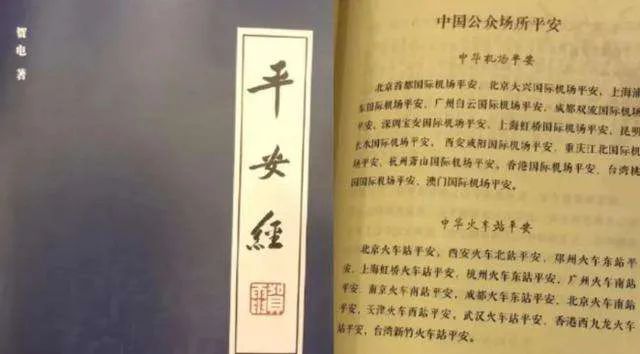 贺电 著
平安經
中国公众场所平安
中华机场平安
北京首都国际机场平安、北京大兴国际机场平安、上海浦
东国际机场平安、广州白云国际机场平安、成都双流国际机场
平安、深圳宝安国际机场平安、上海虹桥国际机场平安、昆明
长水国际机场平安、西安咸阳国际机场平安、重庆江北国际机
场平安、杭州萧山国际机场平安。香港国际机场平安、台湾桃
园国际机场平安、澳门国际机场平安。
中华火车站平安
北京火车站平安、西安火车北站平安、郑州火车东站平
安、上海虹桥火车站平安、杭州火车东站平安、广州火车南站
平安、南京火车南站平安、成都火车东站平安、北京火车南站
平安、天津火车西站平安、武汉火车站平安、香港西九龙火车
站平安、台湾新竹火车站平安。